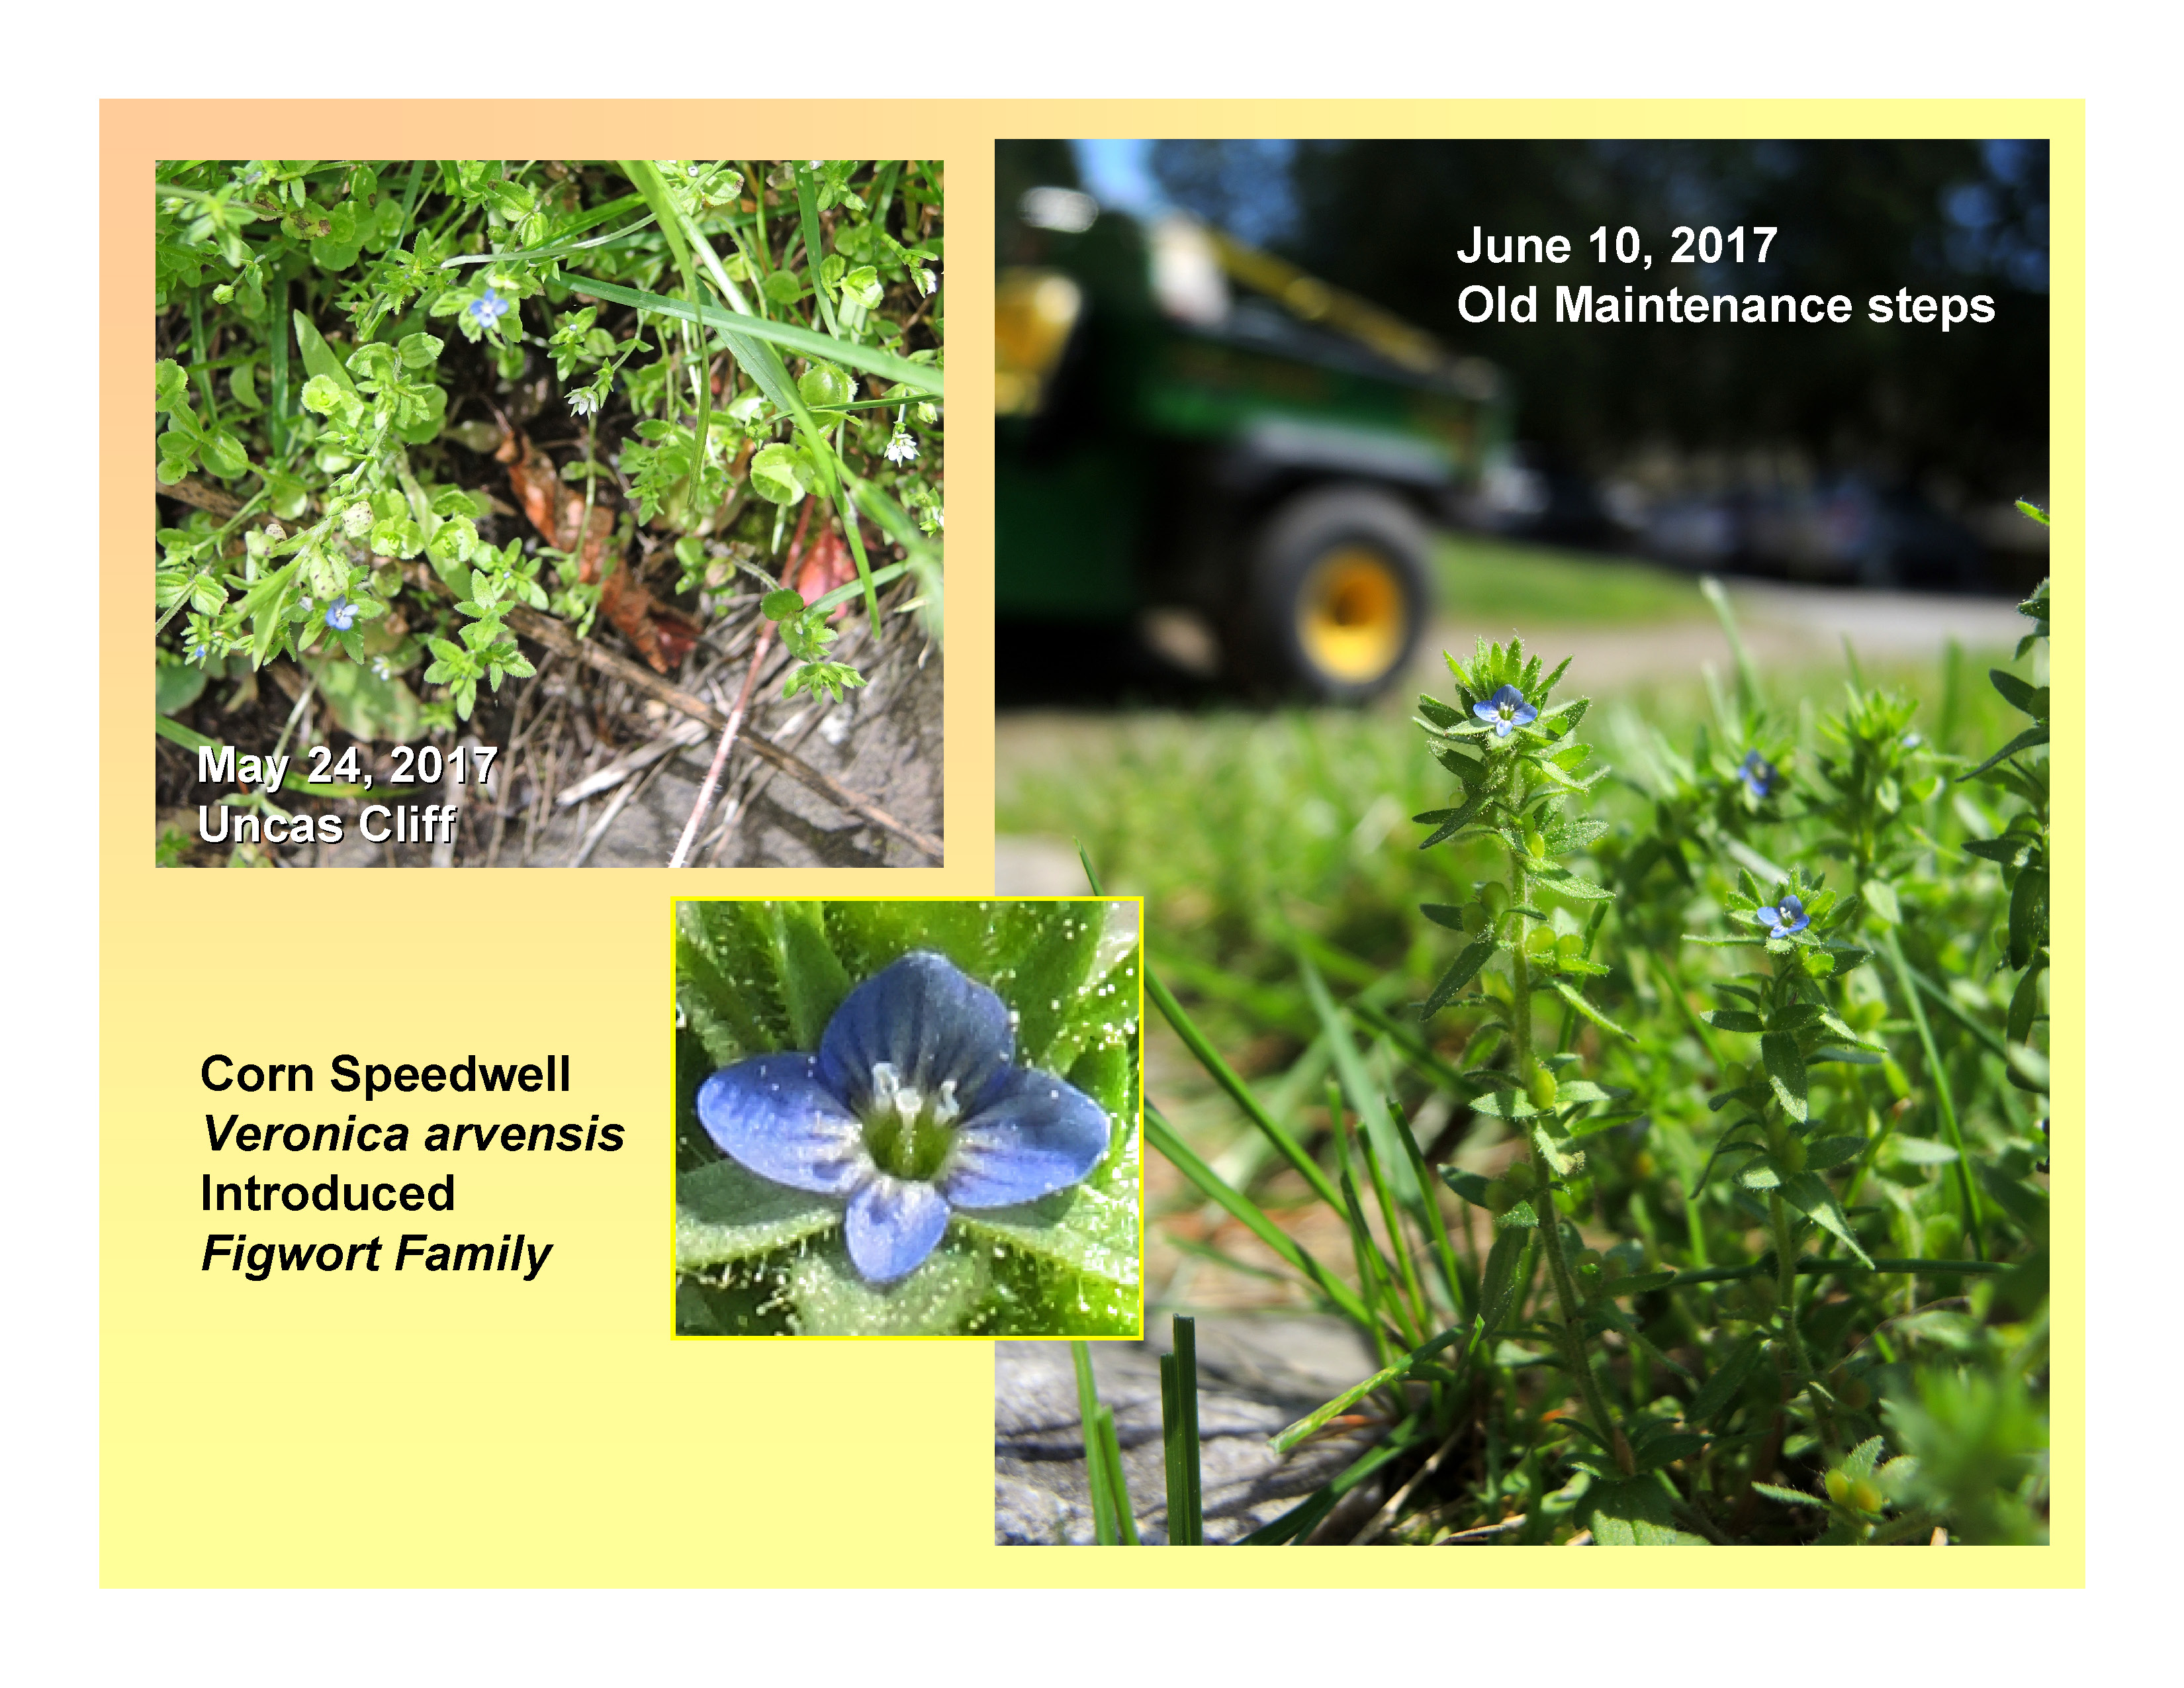 May 24, 2017
Uncas Cliff
June 10, 2017
Old Maintenance steps
Corn Speedwell
Veronica arvensis
Introduced
Figwort Family